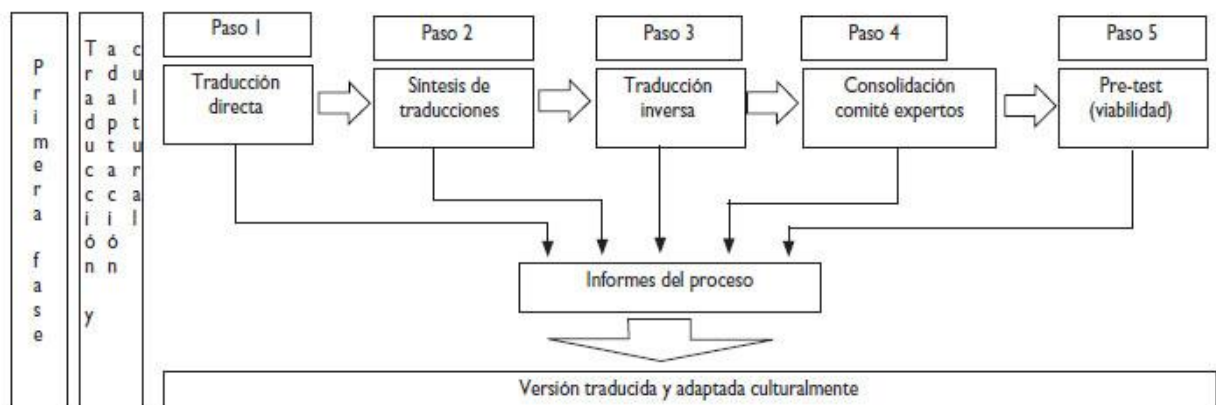 Primera fase
Traducción y
adaptación
cultural
Paso 1
Paso 2
Paso 3
Paso 4
Paso 5
Traducción
directa
Síntesis de
traducciones
Traducción
inversa
Consolidación
comité expertos
Pre-test
(viabilidad)
Informes del proceso
Versión traducida y adaptada culturalmente